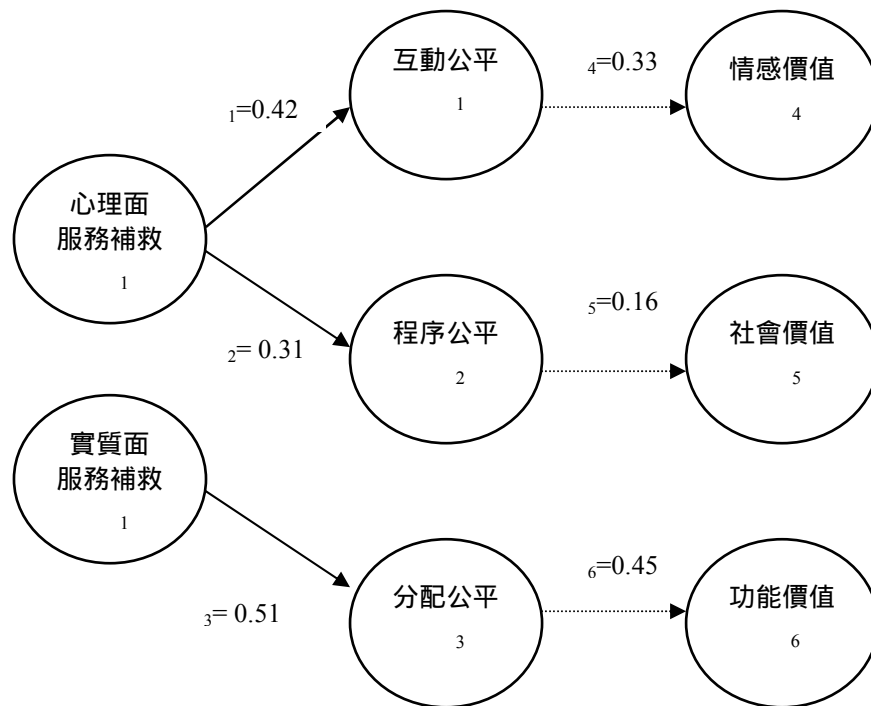 互動公平
1
₄=0.33
情感價值
4
₁=0.42
心理面
服務補救
1
程序公平
2
₅=0.16
社會價值
5
₂= 0.31
實質面
服務補救
1
分配公平
3
₆=0.45
功能價值
6
₃= 0.51